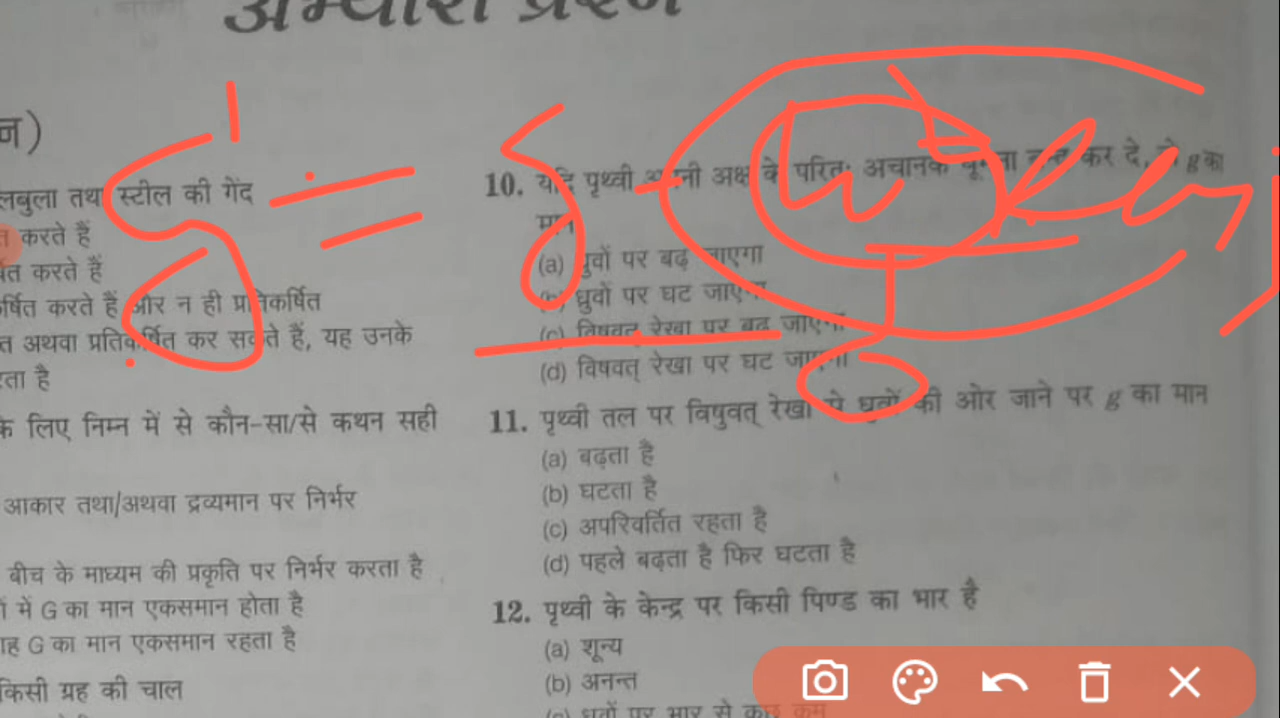 अभ्यास प्रश्न
न)
लबुला तथा स्टील की गेंद
त करते हैं
र्षित करते हैं और न ही प्रतिकर्षित
त अथवा प्रतिकर्षित कर सकते हैं, यह उनके
रता है
के लिए निम्न में से कौन-सा/से कथन सही
आकार तथा/अथवा द्रव्यमान पर निर्भर
बीच के माध्यम की प्रकृति पर निर्भर करता है
में G का मान एकसमान होता है
G का मान एकसमान रहता है
किसी ग्रह की चाल
g' =
10. यदि पृथ्वी अपनी अक्ष के परितः अचानक घूमना बन्द कर दे, तो g का
मान
(a) ध्रुवों पर बढ़ जाएगा
(b) ध्रुवों पर घट जाएगा
(c) विषवत् रेखा पर बढ़ जाएगा
(d) विषवत् रेखा पर घट जाएगा
11. पृथ्वी तल पर विषुवत् रेखा से ध्रुवों की ओर जाने पर g का मान
(a) बढ़ता है
(b) घटता है
(c) अपरिवर्तित रहता है
(d) पहले बढ़ता है फिर घटता है
12. पृथ्वी के केन्द्र पर किसी पिण्ड का भार है
(a) शून्य
(b) अनन्त
(c) ध्रुवों पर भार से कुछ कम